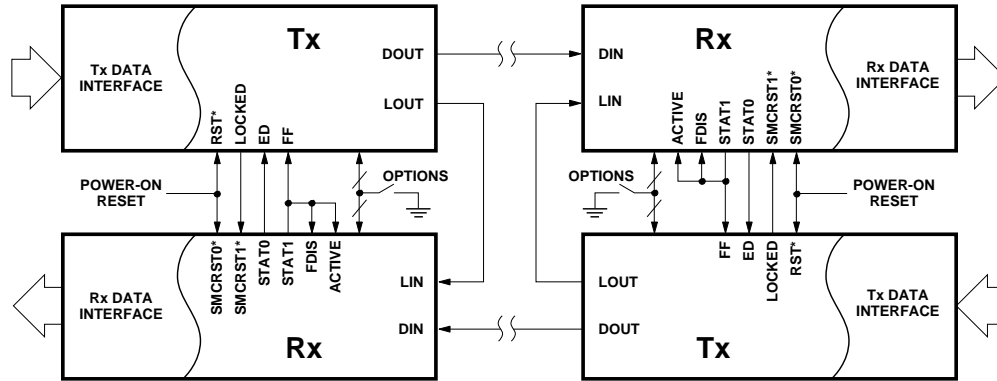 Tx
DOUT
LOUT
Tx DATA
INTERFACE
RST*
LOCKED
ED
FF
Rx
DIN
LIN
ACTIVE
FDIS
STAT1
STAT0
SMCRST1*
SMCRST0*
Rx DATA
INTERFACE
POWER-ON
RESET
OPTIONS
OPTIONS
POWER-ON
RESET
SMCRST0*
SMCRST1*
STAT0
STAT1
FDIS
ACTIVE
Rx DATA
INTERFACE
LIN
DIN
Rx
FF
ED
LOCKED
RST*
LOUT
DOUT
Tx DATA
INTERFACE
Tx